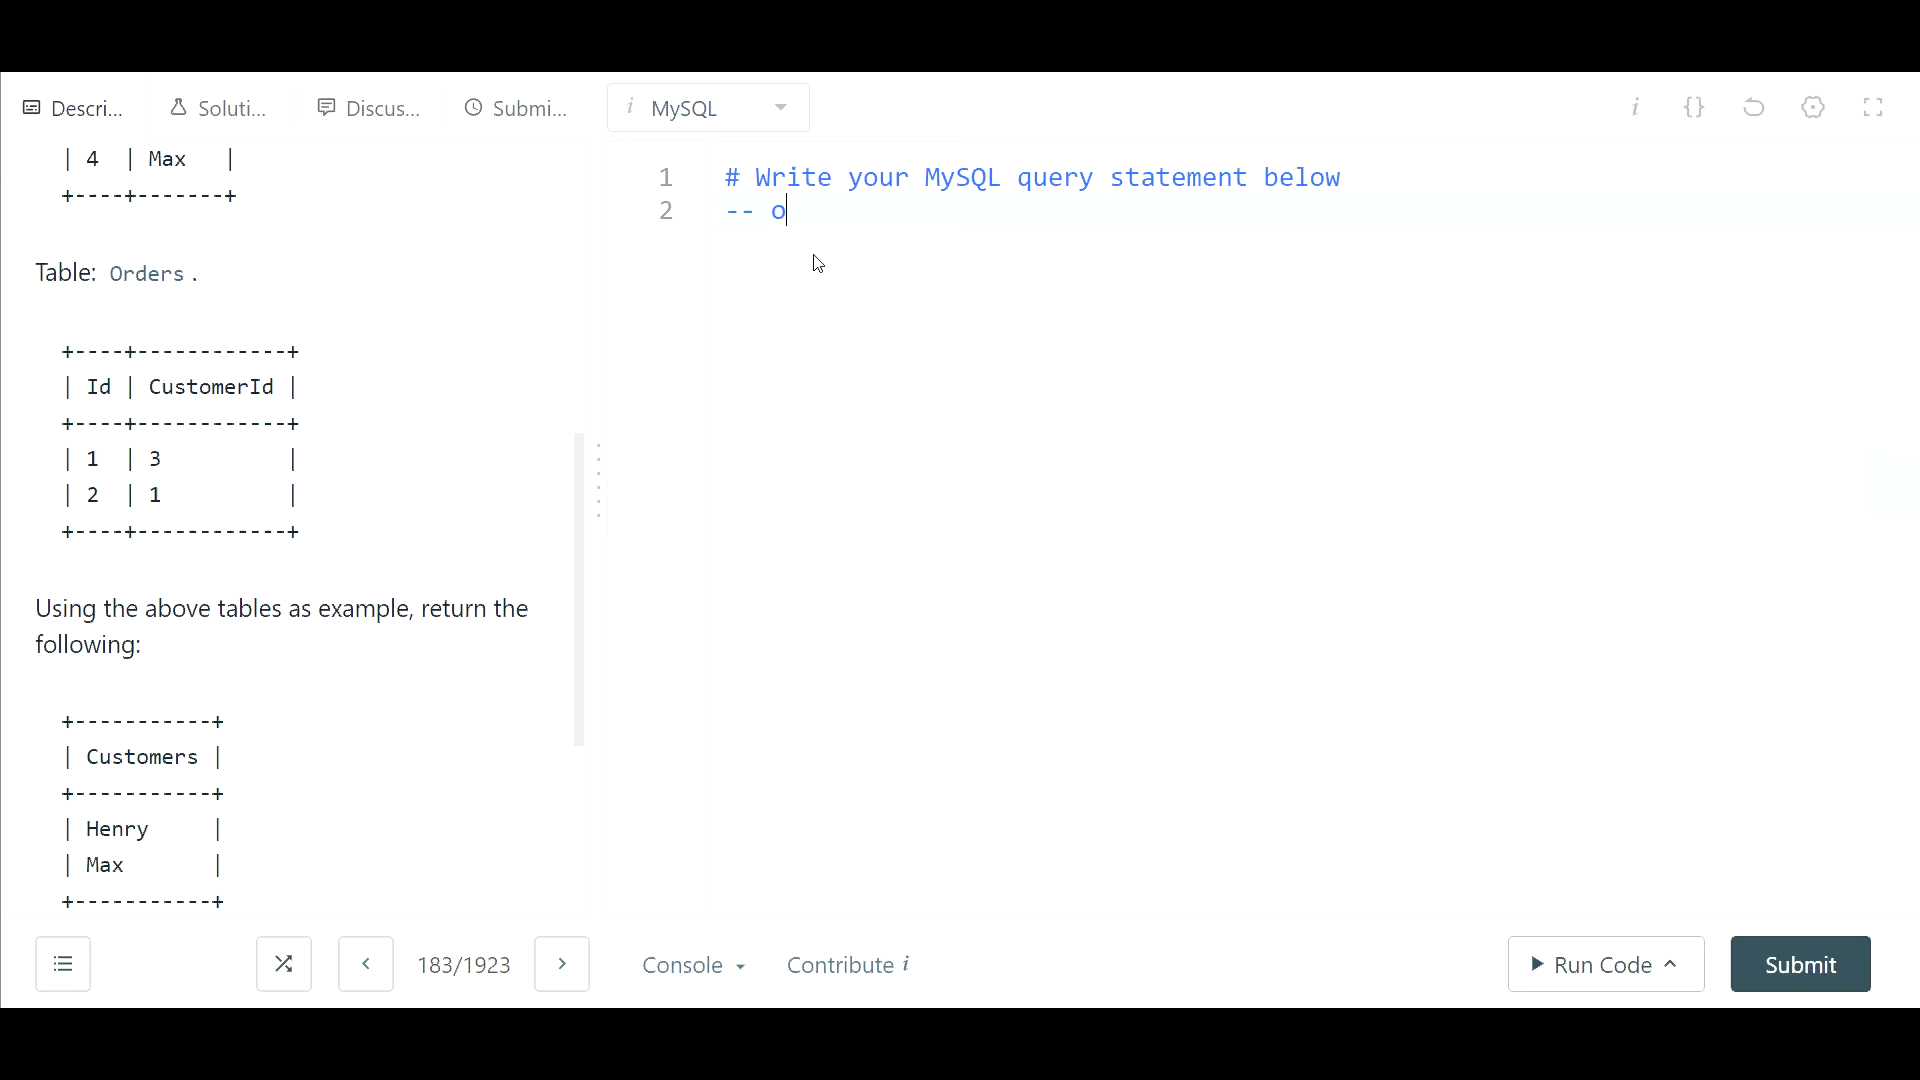 Descri... Soluti... Discus... Submi... i MySQL i {}
| 4 | Max |
+----+-------+
Table: Orders.
+----+------------+
| Id | CustomerId |
+----+------------+
| 1 | 3 |
| 2 | 1 |
+----+------------+
Using the above tables as example, return the
following:
+-----------+
| Customers |
+-----------+
| Henry |
| Max |
+-----------+
1 # Write your MySQL query statement below
2 -- o
183/1923 Console Contribute i Run Code Submit